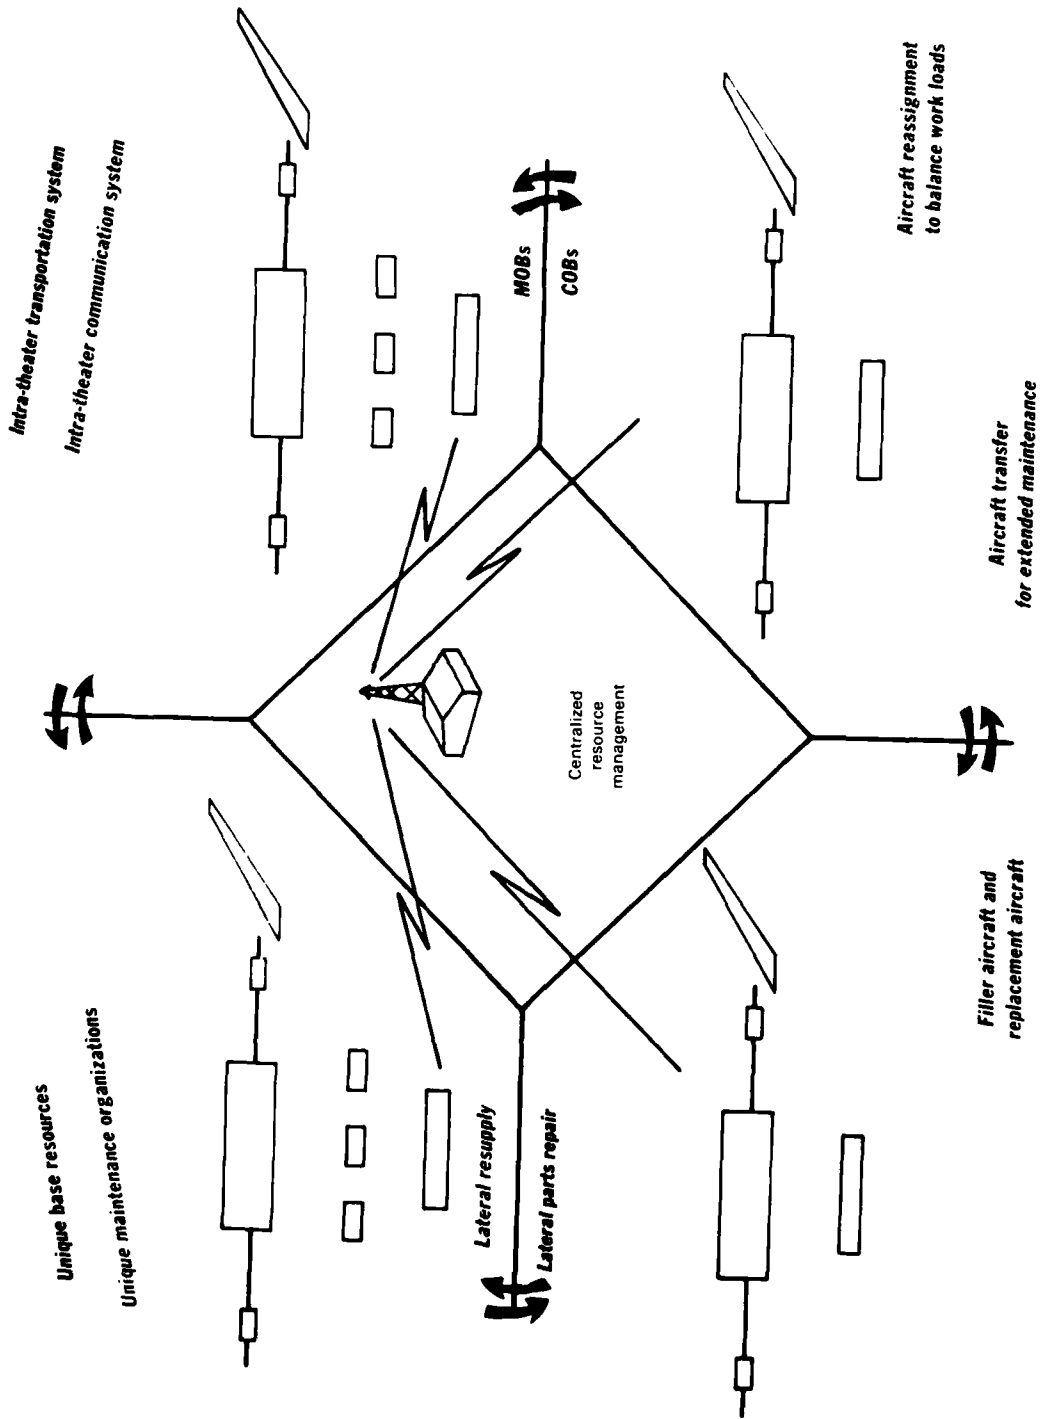 Unique base resources
Unique maintenance organizations
Intra-theater transportation system
Intra-theater communication system
Lateral resupply
Lateral parts repair
MOBs
COBs
Centralized
resource
management
Filler aircraft and
replacement aircraft
Aircraft transfer
for extended maintenance
Aircraft reassignment
to balance work loads